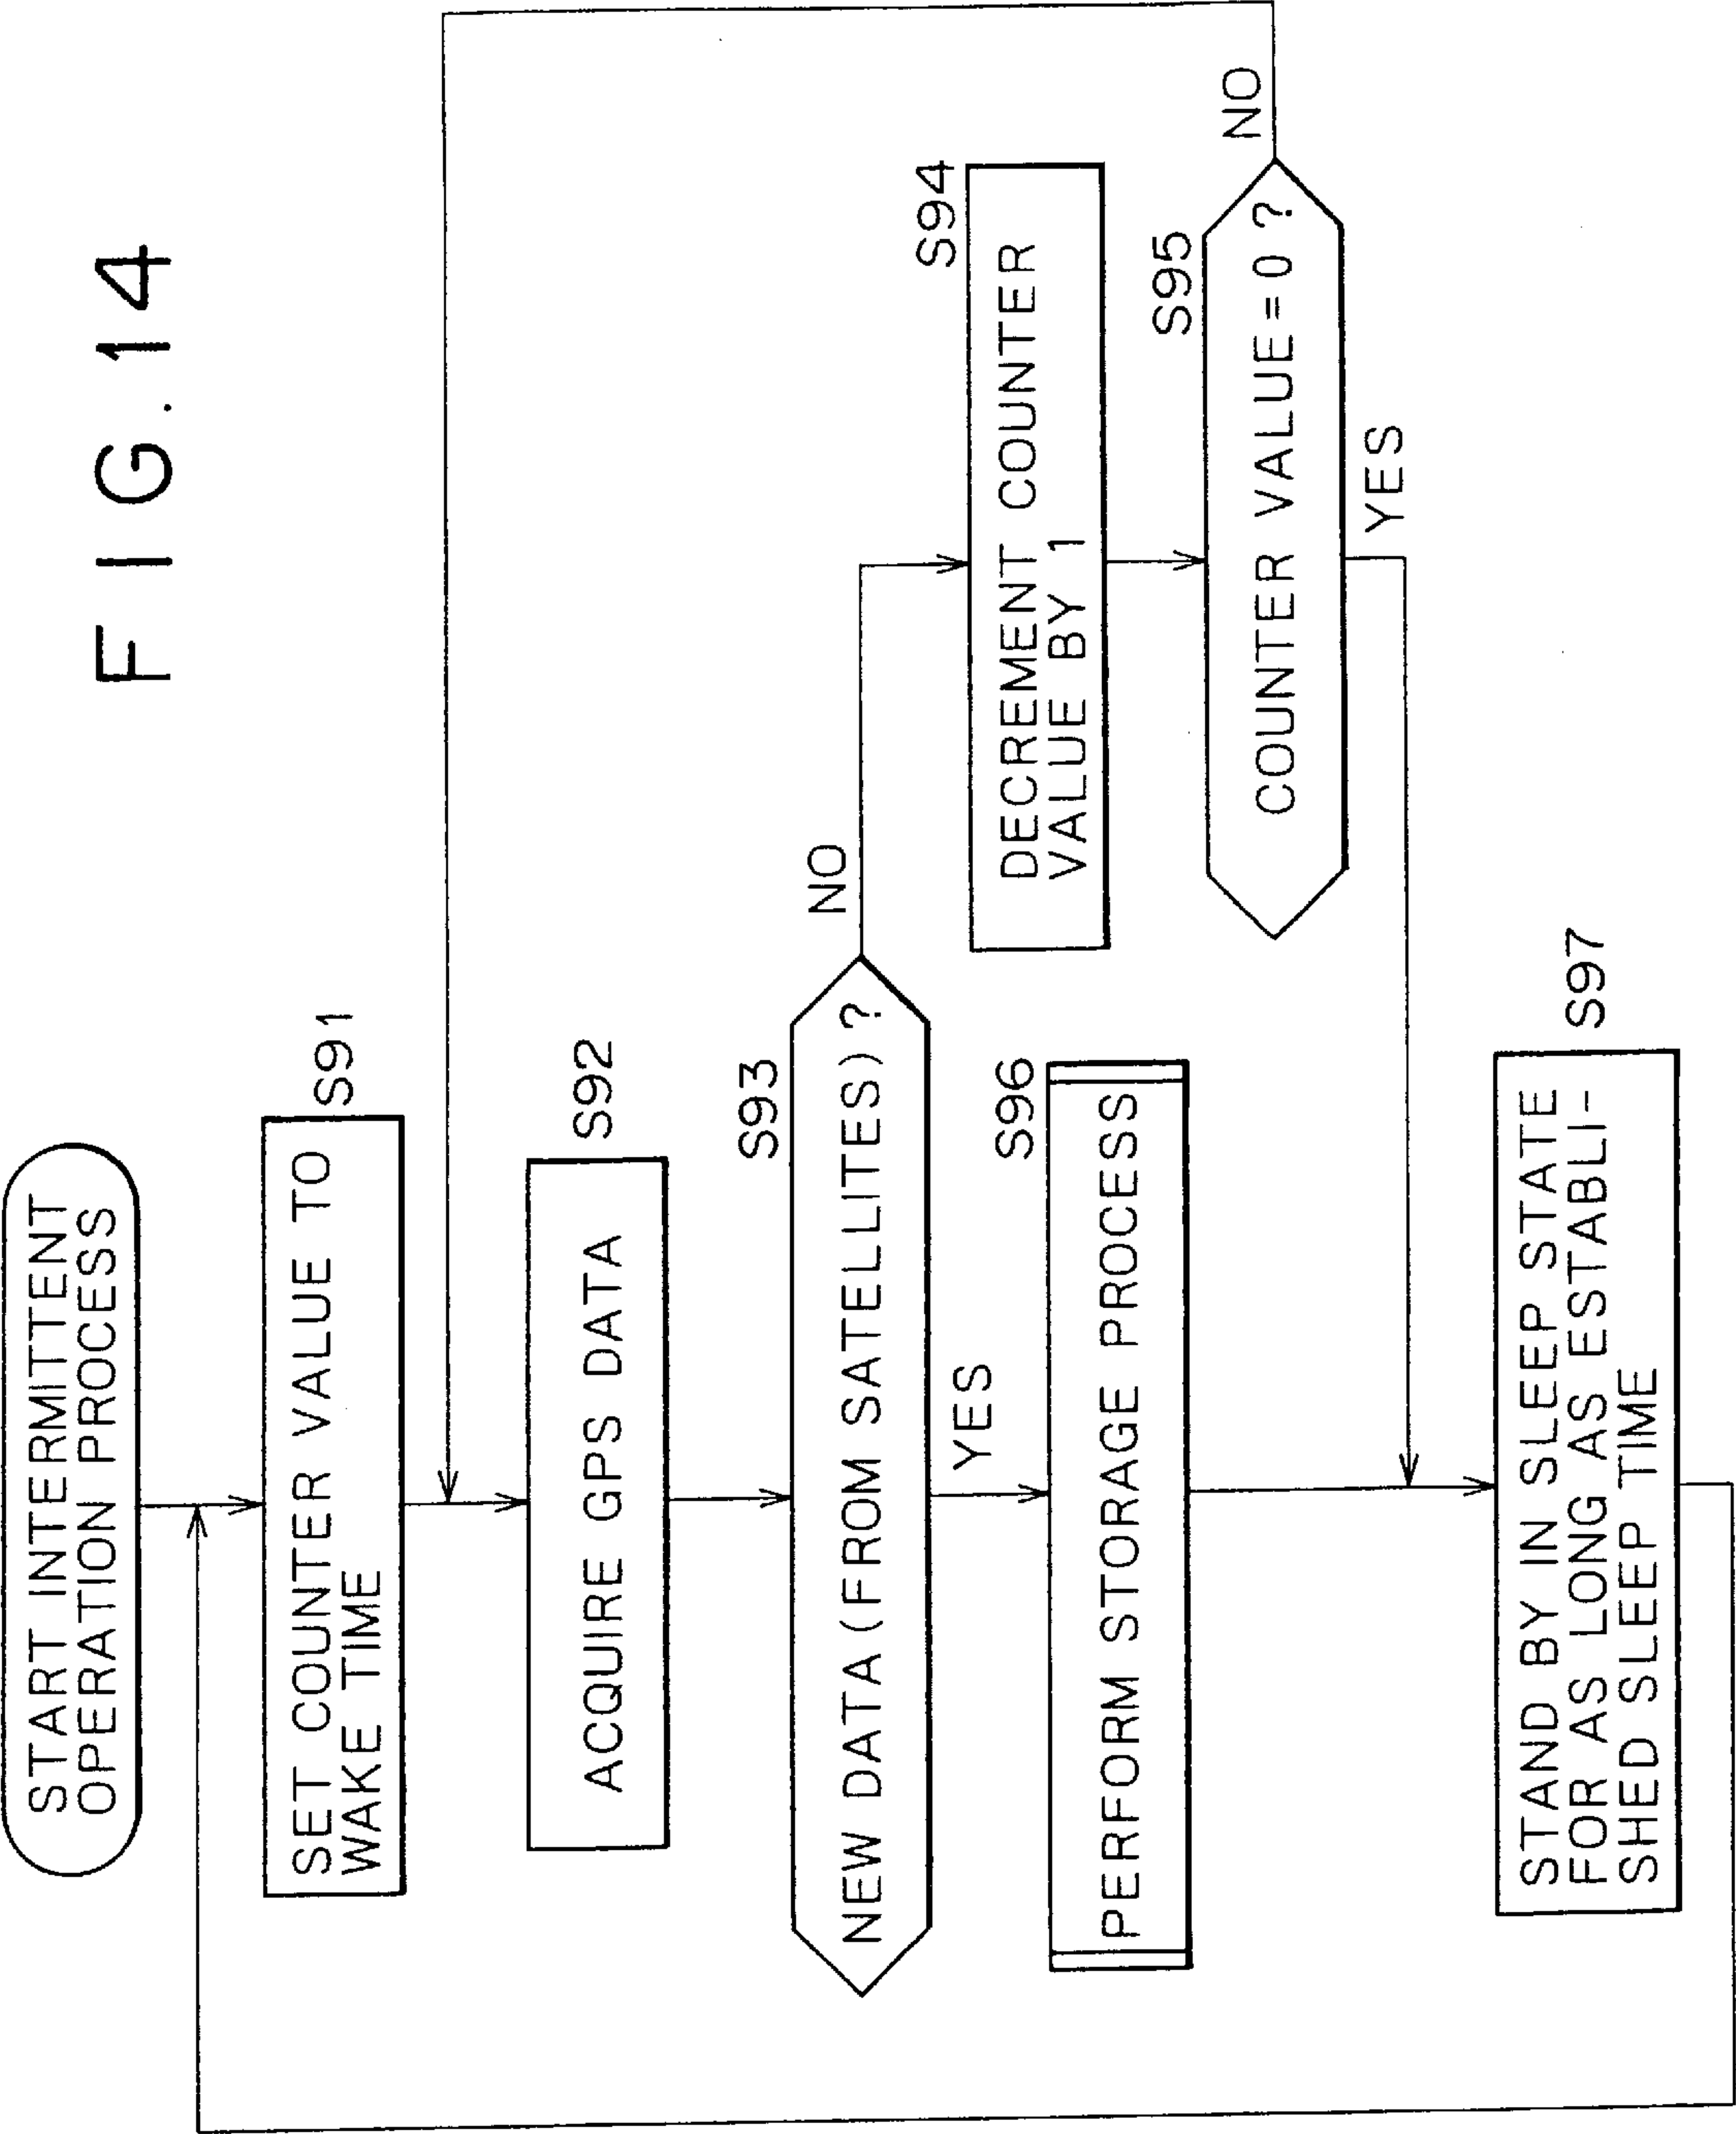 FIG.14
START INTERMITTENT
OPERATION PROCESS
SET COUNTER VALUE TO
WAKE TIME
S91
ACQUIRE GPS DATA
S92
NEW DATA (FROM SATELLITES) ?
S93
NO
YES
DECREMENT COUNTER
VALUE BY 1
S94
COUNTER VALUE = 0 ?
S95
NO
YES
PERFORM STORAGE PROCESS
S96
STAND BY IN SLEEP STATE
FOR AS LONG AS ESTABLI-
SHED SLEEP TIME
S97